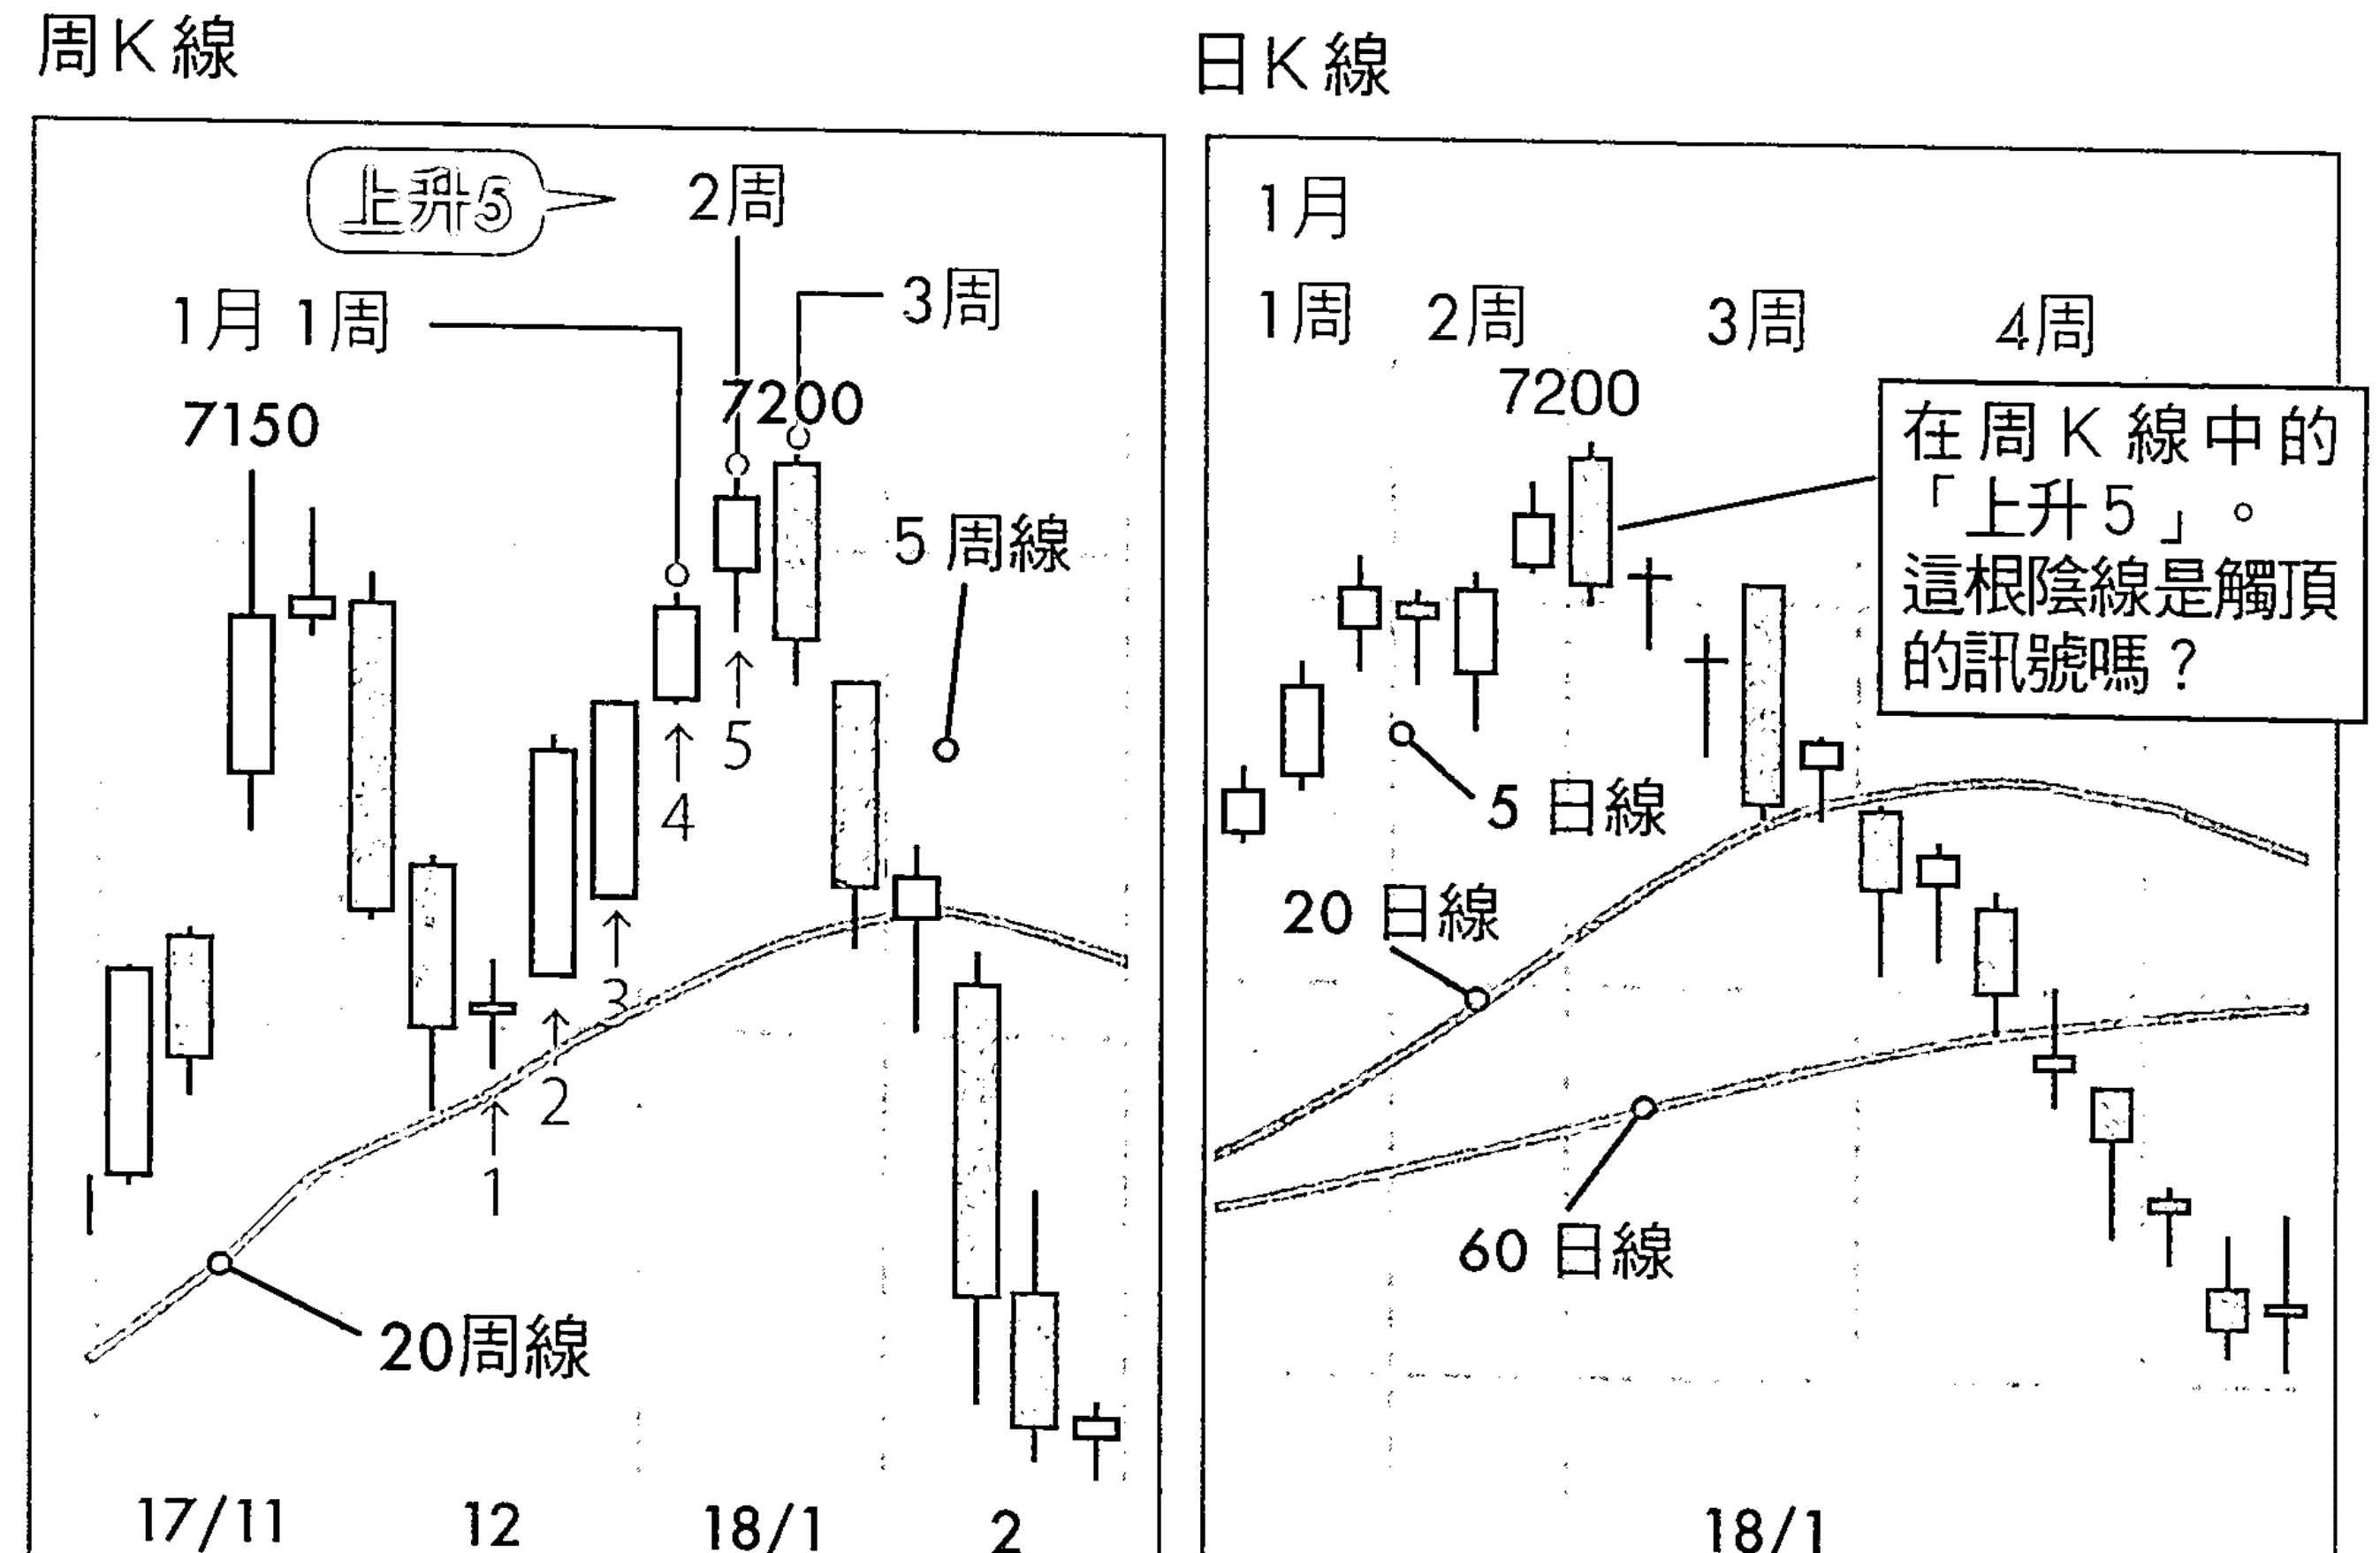 周K線
上升5
2周
1月 1周
3周
7150
7200
5 周線
5
4
3
2
1
20周線
17/11
12
18/1
2
日K線
1月
1周
2周
3周
4周
7200
在周K線中的
「上升5」。
這根陰線是觸頂
的訊號嗎?
5 日線
20 日線
60 日線
18/1